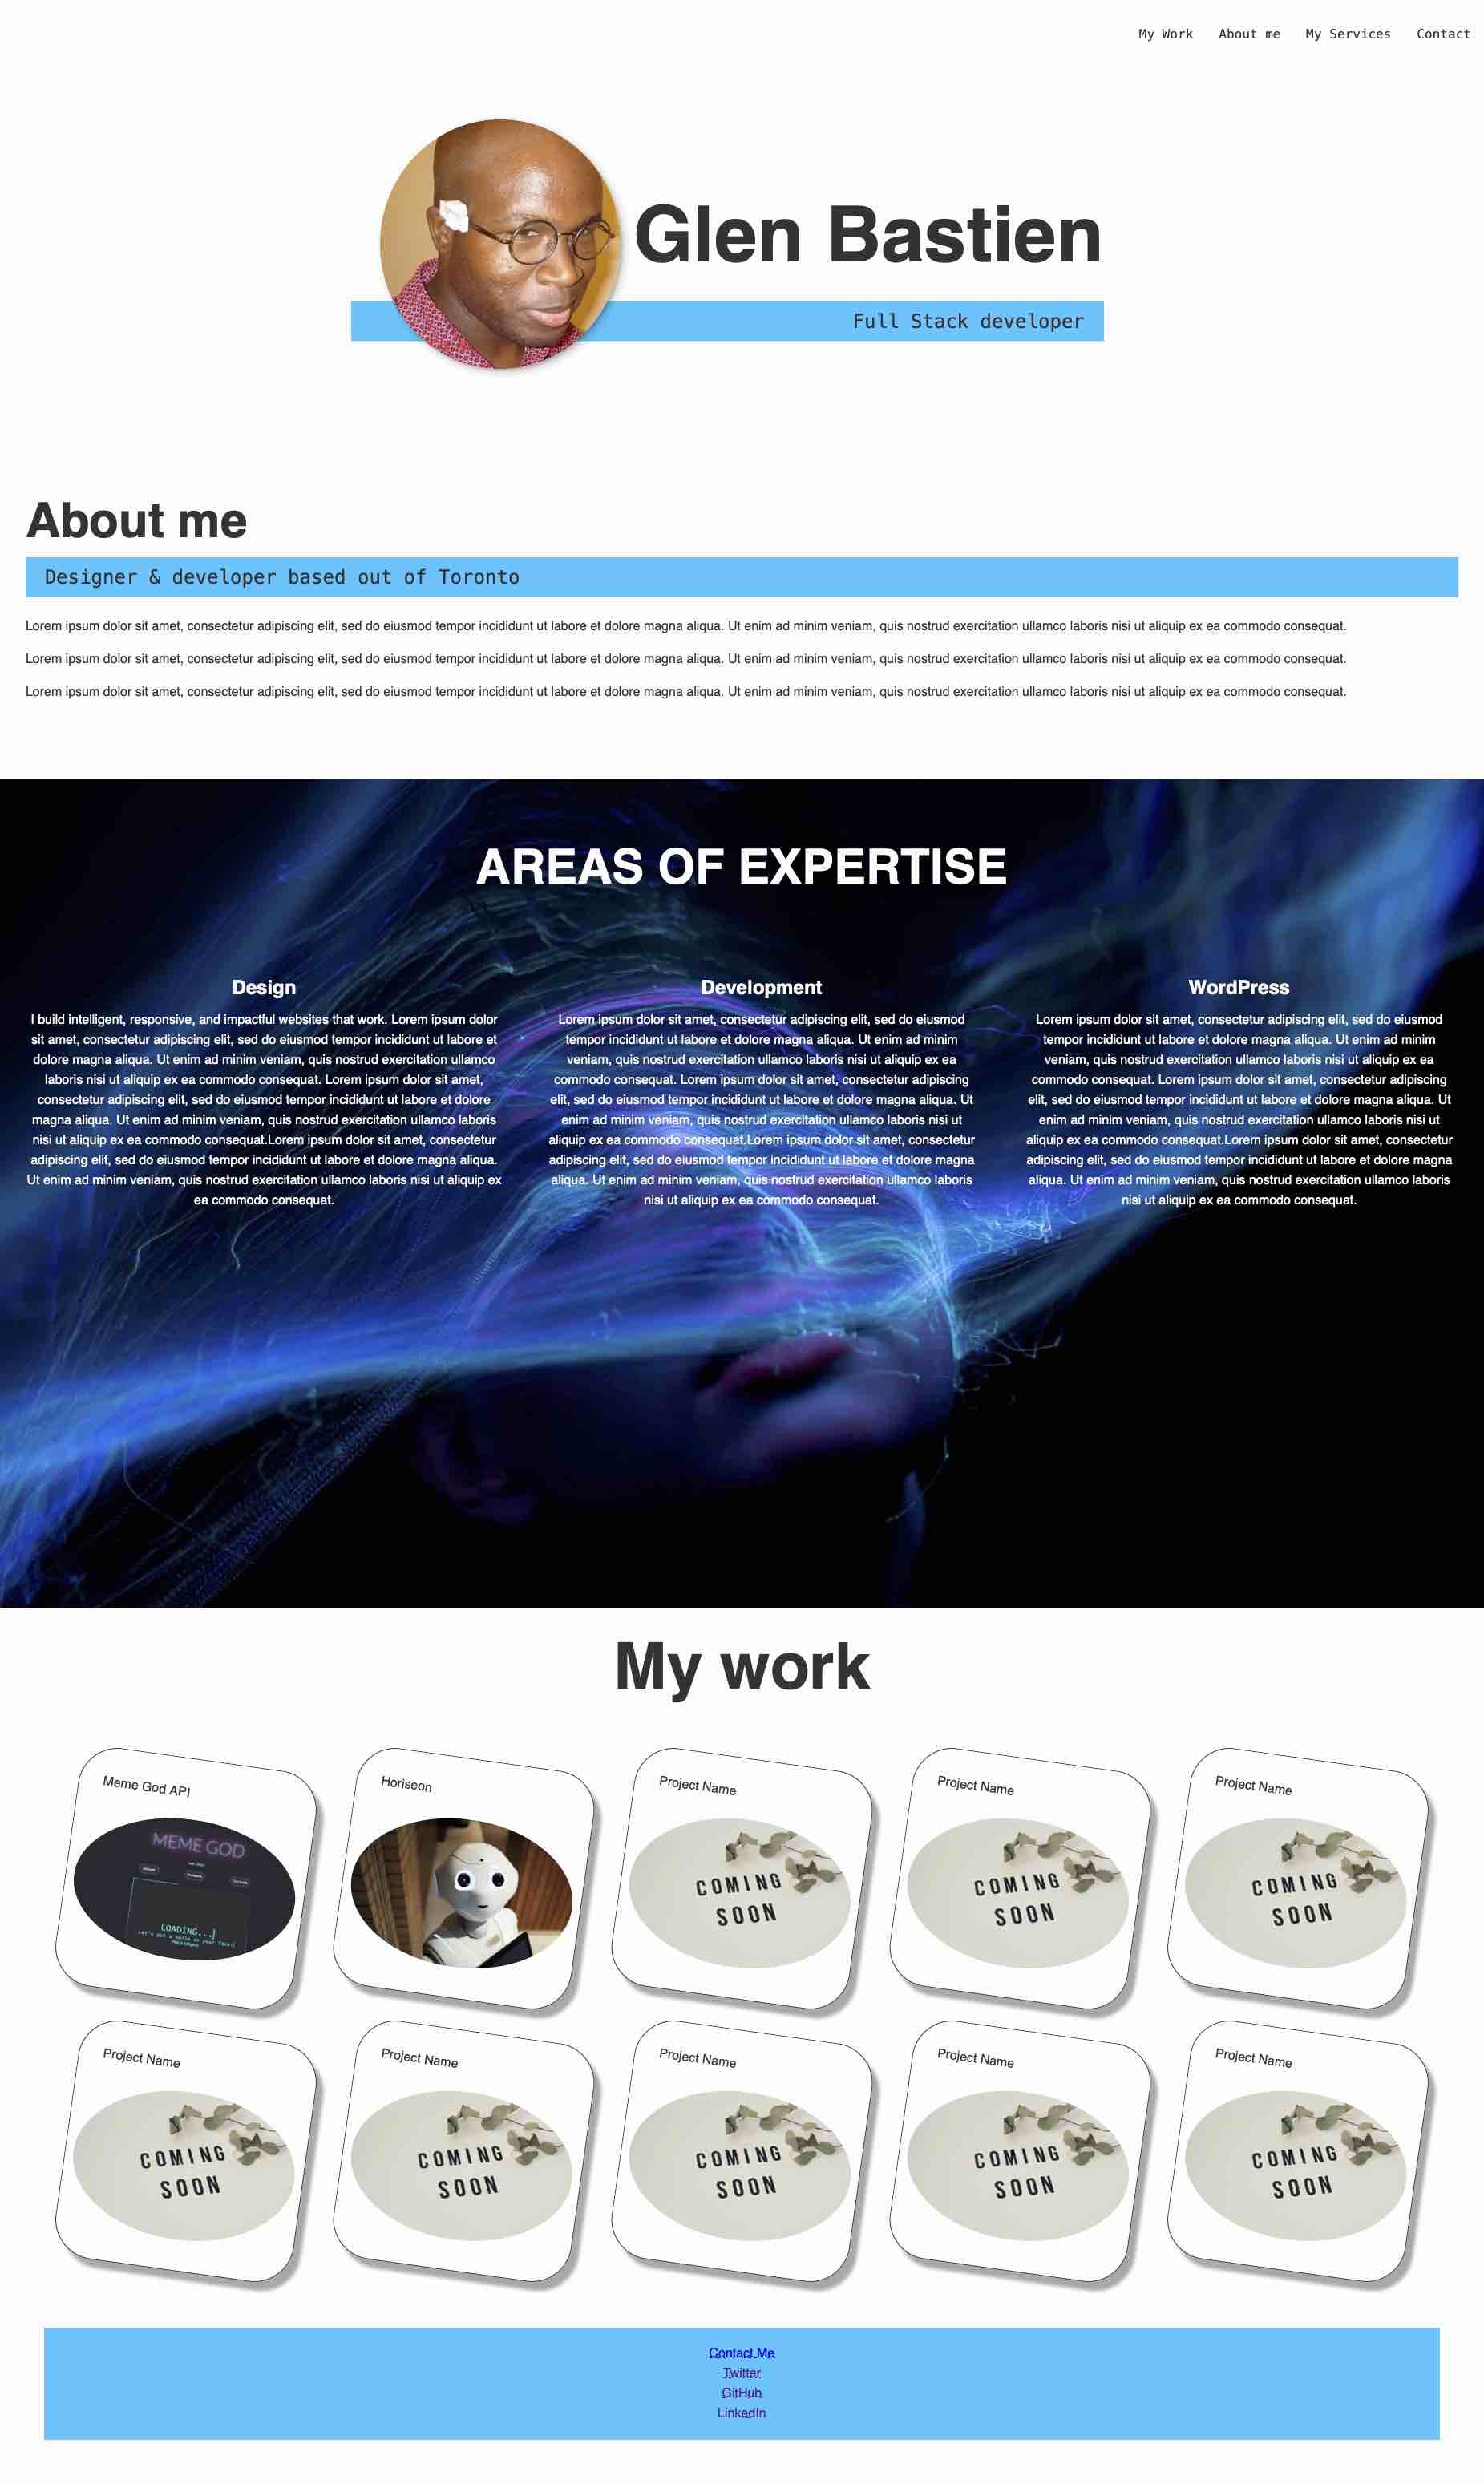 My Work About me My Services Contact
Glen Bastien
Full Stack developer
About me
Designer & developer based out of Toronto
Lorem ipsum dolor sit amet, consectetur adipiscing elit, sed do eiusmod tempor incididunt ut labore et dolore magna aliqua. Ut enim ad minim veniam, quis nostrud exercitation ullamco laboris nisi ut aliquip ex ea commodo consequat.
Lorem ipsum dolor sit amet, consectetur adipiscing elit, sed do eiusmod tempor incididunt ut labore et dolore magna aliqua. Ut enim ad minim veniam, quis nostrud exercitation ullamco laboris nisi ut aliquip ex ea commodo consequat.
Lorem ipsum dolor sit amet, consectetur adipiscing elit, sed do eiusmod tempor incididunt ut labore et dolore magna aliqua. Ut enim ad minim veniam, quis nostrud exercitation ullamco laboris nisi ut aliquip ex ea commodo consequat.
AREAS OF EXPERTISE
Design
I build intelligent, responsive, and impactful websites that work. Lorem ipsum dolor
sit amet, consectetur adipiscing elit, sed do eiusmod tempor incididunt ut labore et
dolore magna aliqua. Ut enim ad minim veniam, quis nostrud exercitation ullamco
laboris nisi ut aliquip ex ea commodo consequat. Lorem ipsum dolor sit amet,
consectetur adipiscing elit, sed do eiusmod tempor incididunt ut labore et dolore
magna aliqua. Ut enim ad minim veniam, quis nostrud exercitation ullamco laboris
nisi ut aliquip ex ea commodo consequat.Lorem ipsum dolor sit amet, consectetur
adipiscing elit, sed do eiusmod tempor incididunt ut labore et dolore magna aliqua.
Ut enim ad minim veniam, quis nostrud exercitation ullamco laboris nisi ut aliquip ex
ea commodo consequat.
Development
Lorem ipsum dolor sit amet, consectetur adipiscing elit, sed do eiusmod
tempor incididunt ut labore et dolore magna aliqua. Ut enim ad minim
veniam, quis nostrud exercitation ullamco laboris nisi ut aliquip ex ea
commodo consequat. Lorem ipsum dolor sit amet, consectetur adipiscing
elit, sed do eiusmod tempor incididunt ut labore et dolore magna aliqua. Ut
enim ad minim veniam, quis nostrud exercitation ullamco laboris nisi ut
aliquip ex ea commodo consequat.Lorem ipsum dolor sit amet, consectetur
adipiscing elit, sed do eiusmod tempor incididunt ut labore et dolore magna
aliqua. Ut enim ad minim veniam, quis nostrud exercitation ullamco laboris
nisi ut aliquip ex ea commodo consequat.
WordPress
Lorem ipsum dolor sit amet, consectetur adipiscing elit, sed do eiusmod
tempor incididunt ut labore et dolore magna aliqua. Ut enim ad minim
veniam, quis nostrud exercitation ullamco laboris nisi ut aliquip ex ea
commodo consequat. Lorem ipsum dolor sit amet, consectetur adipiscing
elit, sed do eiusmod tempor incididunt ut labore et dolore magna aliqua. Ut
enim ad minim veniam, quis nostrud exercitation ullamco laboris nisi ut
aliquip ex ea commodo consequat.Lorem ipsum dolor sit amet, consectetur
adipiscing elit, sed do eiusmod tempor incididunt ut labore et dolore magna
aliqua. Ut enim ad minim veniam, quis nostrud exercitation ullamco laboris
nisi ut aliquip ex ea commodo consequat.
My work
Meme God API
MEME GOD
LOADING...
Let's put a smile on your face:)
Horiseon
Project Name
COMING
SOON
Project Name
COMING
SOON
Project Name
COMING
SOON
Project Name
COMING
SOON
Project Name
COMING
SOON
Project Name
COMING
SOON
Project Name
COMING
SOON
Project Name
COMING
SOON
Contact Me
Twitter
GitHub
LinkedIn